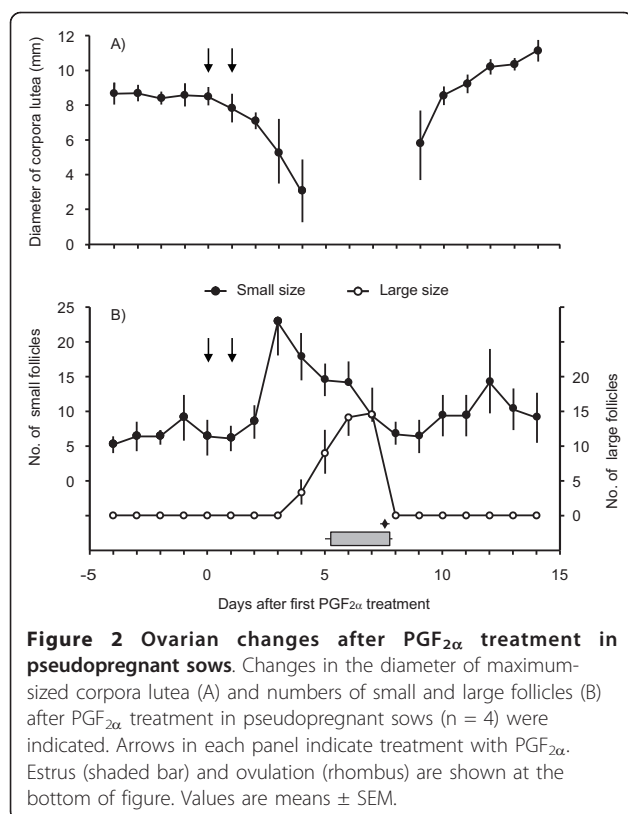 A)
12
10
8
6
4
2
0
Diameter of corpora lutea (mm)
Small size Large size
B)
25
20
15
10
5
0
No. of small follicles
20
15
10
5
0
No. of large follicles
-5 0 5 10 15
Days after first PGF2α treatment
Figure 2 Ovarian changes after PGF2α treatment in
pseudopregnant sows. Changes in the diameter of maximum-
sized corpora lutea (A) and numbers of small and large follicles (B)
after PGF2α treatment in pseudopregnant sows (n = 4) were
indicated. Arrows in each panel indicate treatment with PGF2α.
Estrus (shaded bar) and ovulation (rhombus) are shown at the
bottom of figure. Values are means ± SEM.